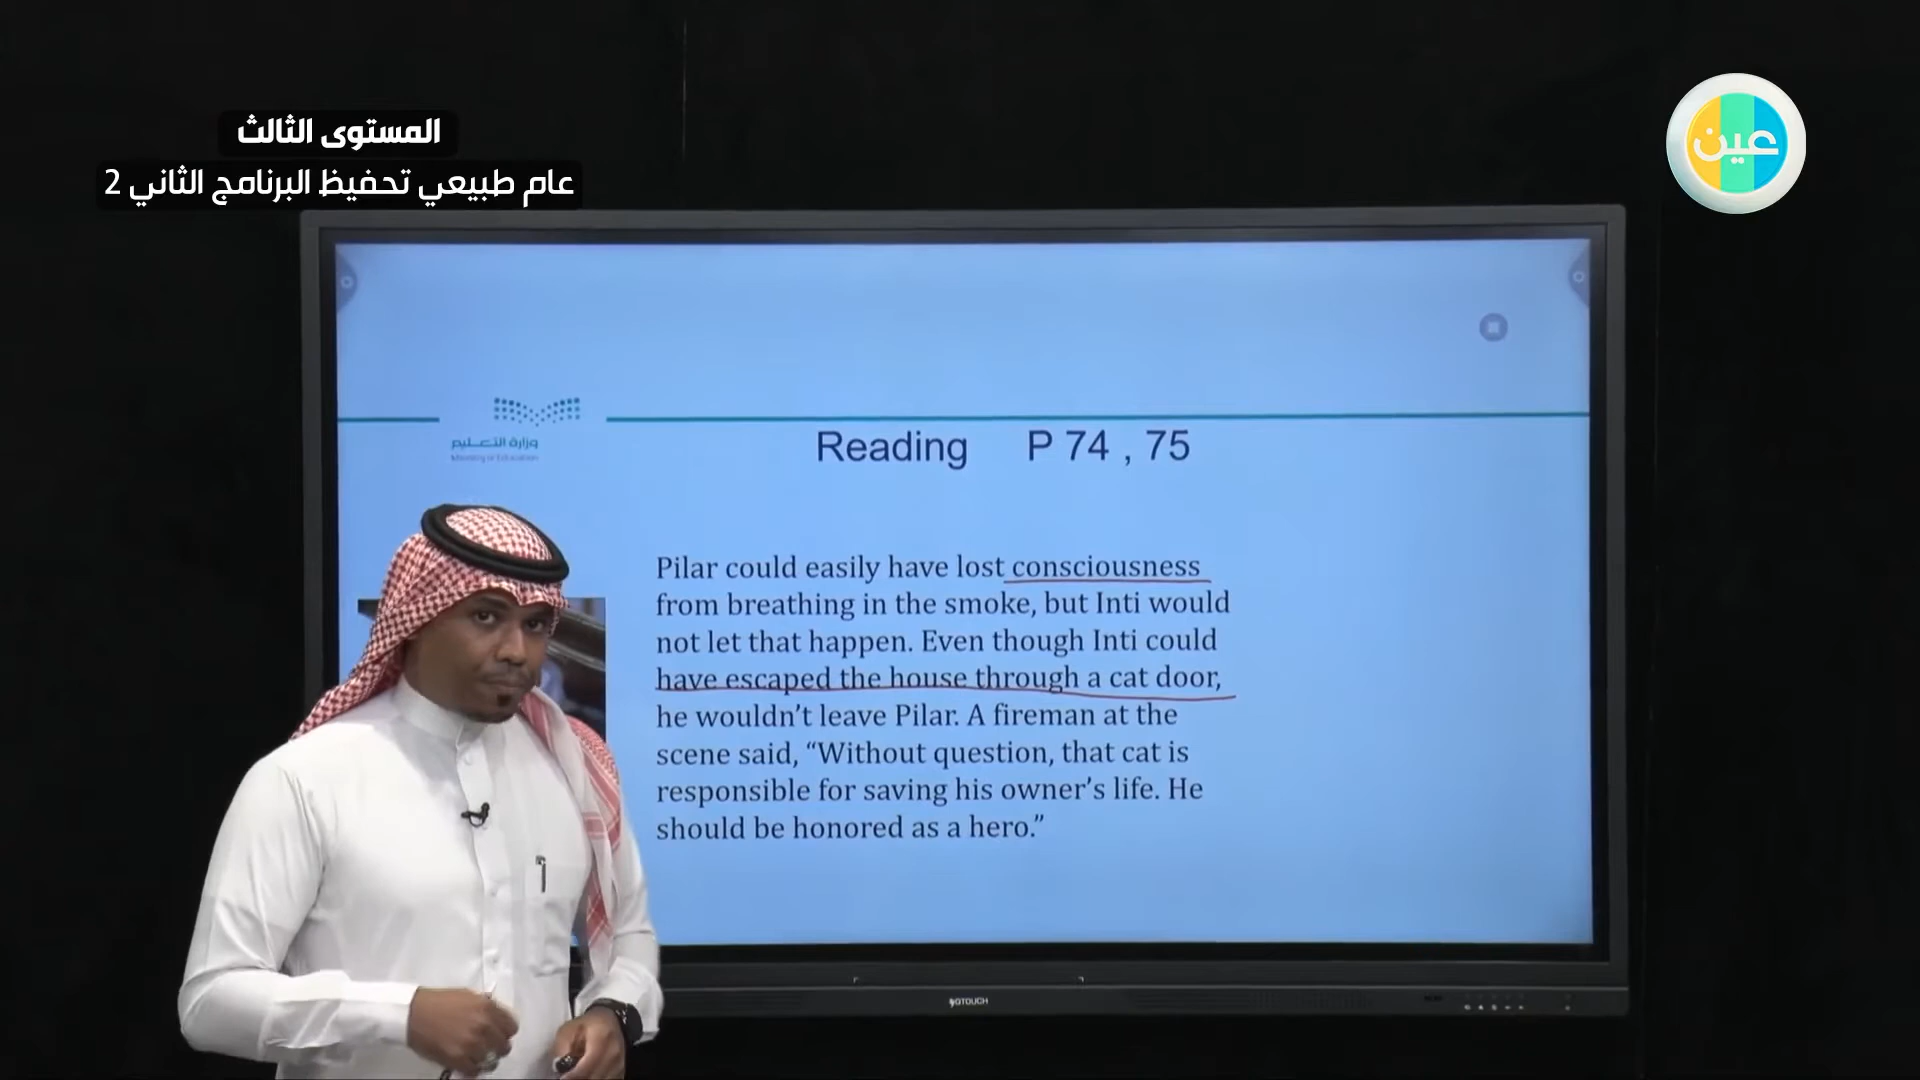 المستوى الثالث
عام طبيعي تحفيظ البرنامج الثاني 2
عين
وزارة التعليم
Ministry of Education
Reading P 74 , 75
Pilar could easily have lost consciousness
from breathing in the smoke, but Inti would
not let that happen. Even though Inti could
have escaped the house through a cat door,
he wouldn’t leave Pilar. A fireman at the
scene said, “Without question, that cat is
responsible for saving his owner’s life. He
should be honored as a hero.”